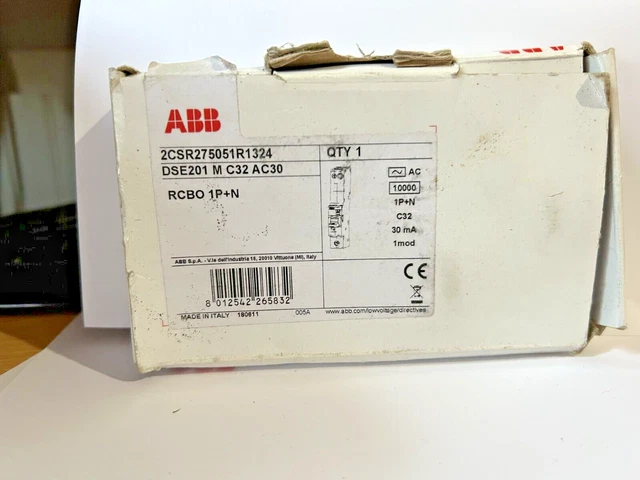 ABB
ABB
2CSR275051R1324
QTY 1
DSE201 M C32 AC30
RCBO 1P+N
AC
10000
1P+N
C32
30 mA
1mod
ABB S.p.A. - V.le dell'Industria 18, 20010 Vittuone (MI), Italy
CE
8 012542 265832
MADE IN ITALY 180611 005A
www.abb.com/lowvoltage/directives